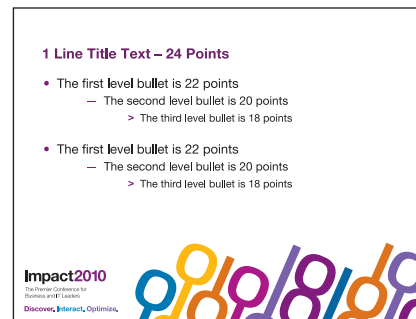 1 Line Title Text – 24 Points
• The first level bullet is 22 points
— The second level bullet is 20 points
> The third level bullet is 18 points
• The first level bullet is 22 points
— The second level bullet is 20 points
> The third level bullet is 18 points
Impact2010
The Premier Conference for
Business and IT Leaders
Discover. Interact. Optimize.